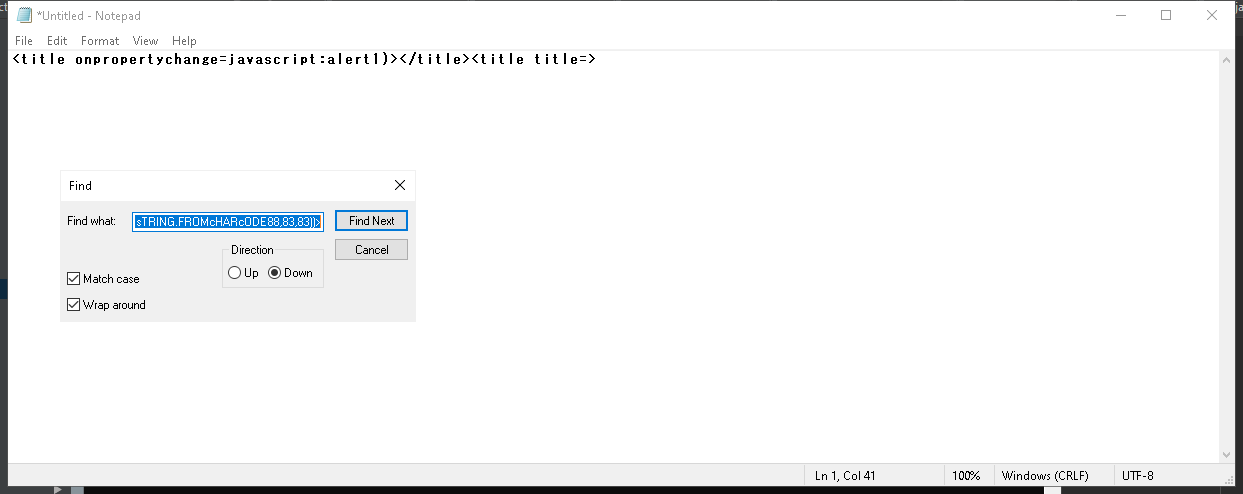 *Untitled - Notepad
File Edit Format View Help
<title onpropertychange=javascript:alert1)></title><title title=>
Find
Find what: sTRING.FROMcHARcODE88,83,83))> Find Next
Direction Cancel
Up Down
Match case
Wrap around
Ln 1, Col 41 100% Windows (CRLF) UTF-8